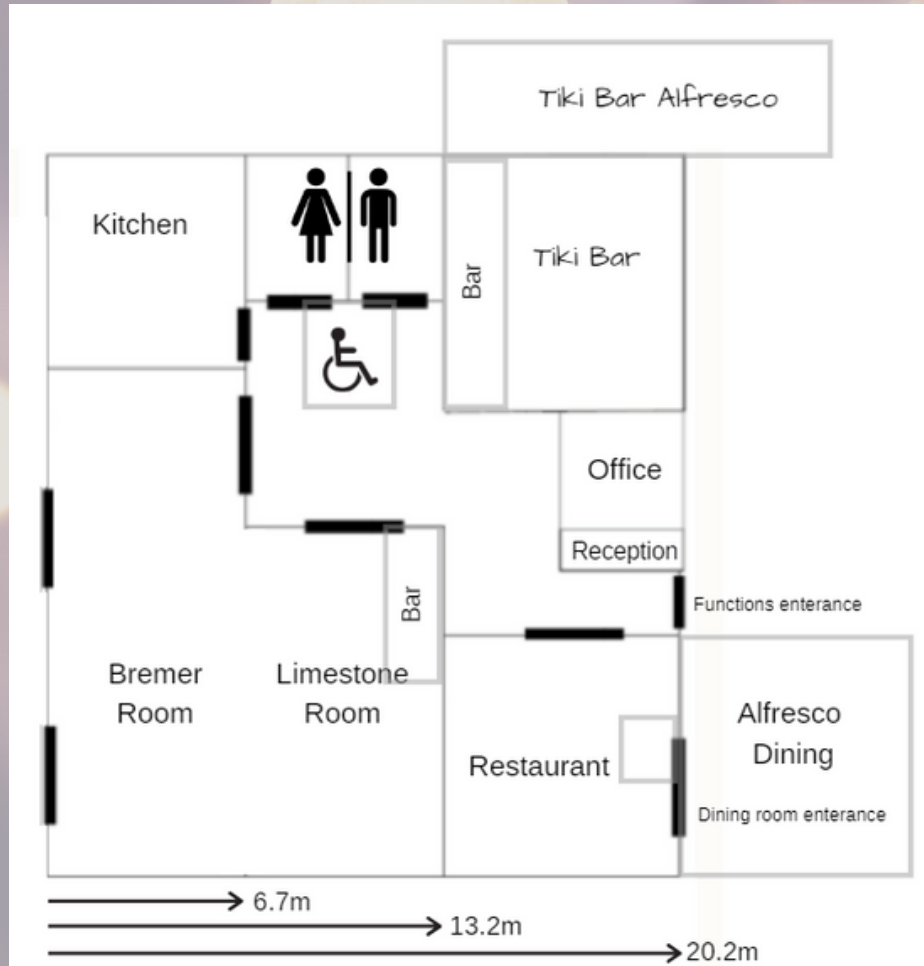 Tiki Bar Alfresco
Kitchen
Bar
Tiki Bar
Office
Reception
Functions enterance
Bar
Bremer
Room
Limestone
Room
Restaurant
Alfresco
Dining
Dining room enterance
6.7m
13.2m
20.2m